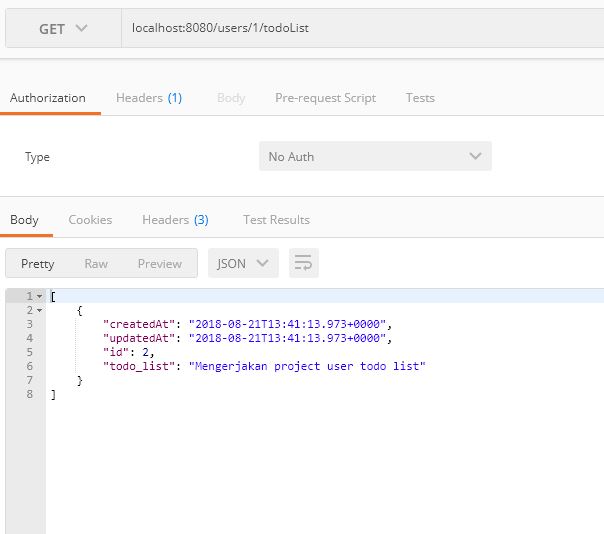 GET localhost:8080/users/1/todoList
Authorization Headers (1) Body Pre-request Script Tests
Type No Auth
Body Cookies Headers (3) Test Results
Pretty Raw Preview JSON
1 [
2 {
3 "createdAt": "2018-08-21T13:41:13.973+0000",
4 "updatedAt": "2018-08-21T13:41:13.973+0000",
5 "id": 2,
6 "todo_list": "Mengerjakan project user todo list"
7 }
8 ]